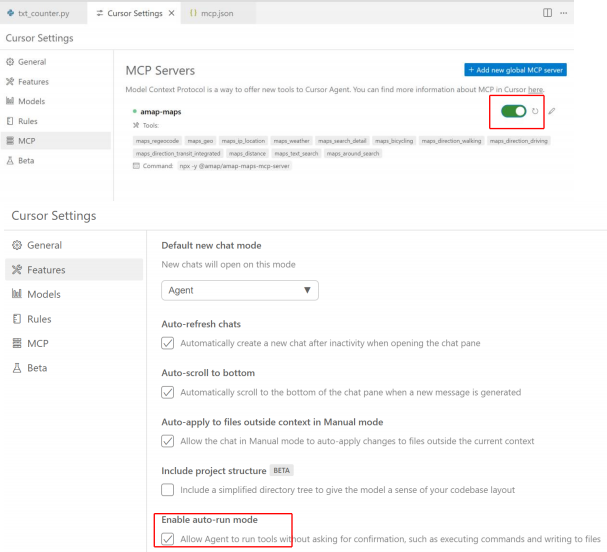 txt_counter.py
Cursor Settings
mcp.json
Cursor Settings
General
Features
Models
Rules
MCP
Beta
MCP Servers
+ Add new global MCP server
Model Context Protocol is a way to offer new tools to Cursor Agent. You can find more information about MCP in Cursor here.
amap-maps
Tools:
maps_regeocode maps_geo maps_ip_location maps_weather maps_search_detail maps_bicycling maps_direction_walking maps_direction_driving
maps_direction_transit_integrated maps_distance maps_text_search maps_around_search
Command: npx -y @amap/amap-maps-mcp-server
Cursor Settings
General
Features
Models
Rules
MCP
Beta
Default new chat mode
New chats will open on this mode
Agent
Auto-refresh chats
Automatically create a new chat after inactivity when opening the chat pane
Auto-scroll to bottom
Automatically scroll to the bottom of the chat pane when a new message is generated
Auto-apply to files outside context in Manual mode
Allow the chat in Manual mode to auto-apply changes to files outside the current context
Include project structure BETA
Include a simplified directory tree to give the model a sense of your codebase layout
Enable auto-run mode
Allow Agent to run tools without asking for confirmation, such as executing commands and writing to files